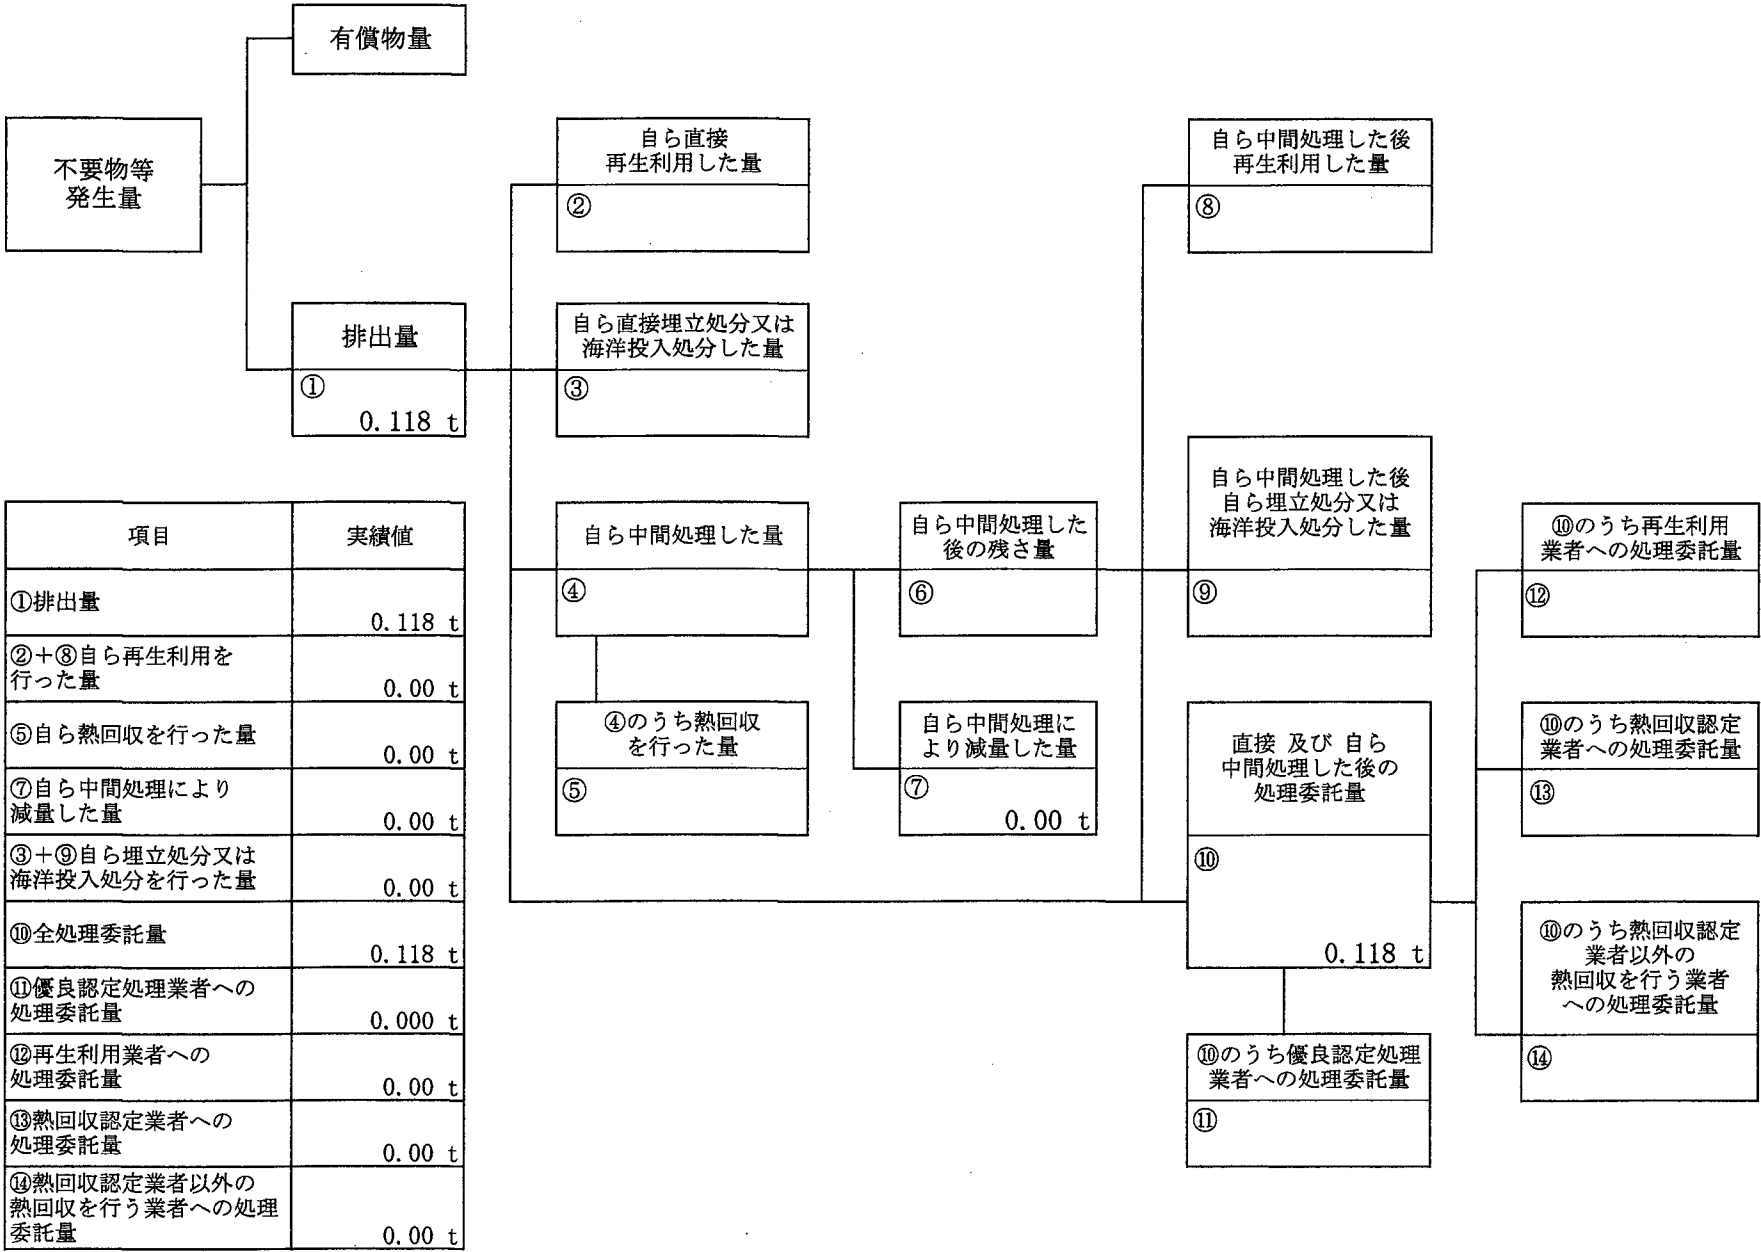 有償物量
不要物等
発生量
排出量
①
0.118 t
自ら直接
再生利用した量
②
自ら直接埋立処分又は
海洋投入処分した量
③
自ら中間処理した量
④
④のうち熱回収
を行った量
⑤
自ら中間処理した
後の残さ量
⑥
自ら中間処理に
より減量した量
⑦
0.00 t
自ら中間処理した後
再生利用した量
⑧
自ら中間処理した後
自ら埋立処分又は
海洋投入処分した量
⑨
直接 及び 自ら
中間処理した後の
処理委託量
⑩
0.118 t
⑩のうち優良認定処理
業者への処理委託量
⑪
⑩のうち再生利用
業者への処理委託量
⑫
⑩のうち熱回収認定
業者への処理委託量
⑬
⑩のうち熱回収認定
業者以外の
熱回収を行う業者
への処理委託量
⑭
項目 実績値
①排出量
0.118 t
②＋⑧自ら再生利用を
行った量
0.00 t
⑤自ら熱回収を行った量
0.00 t
⑦自ら中間処理により
減量した量
0.00 t
③＋⑨自ら埋立処分又は
海洋投入処分を行った量
0.00 t
⑩全処理委託量
0.118 t
⑪優良認定処理業者への
処理委託量
0.000 t
⑫再生利用業者への
処理委託量
0.00 t
⑬熱回収認定業者への
処理委託量
0.00 t
⑭熱回収認定業者以外の
熱回収を行う業者への処理
委託量
0.00 t